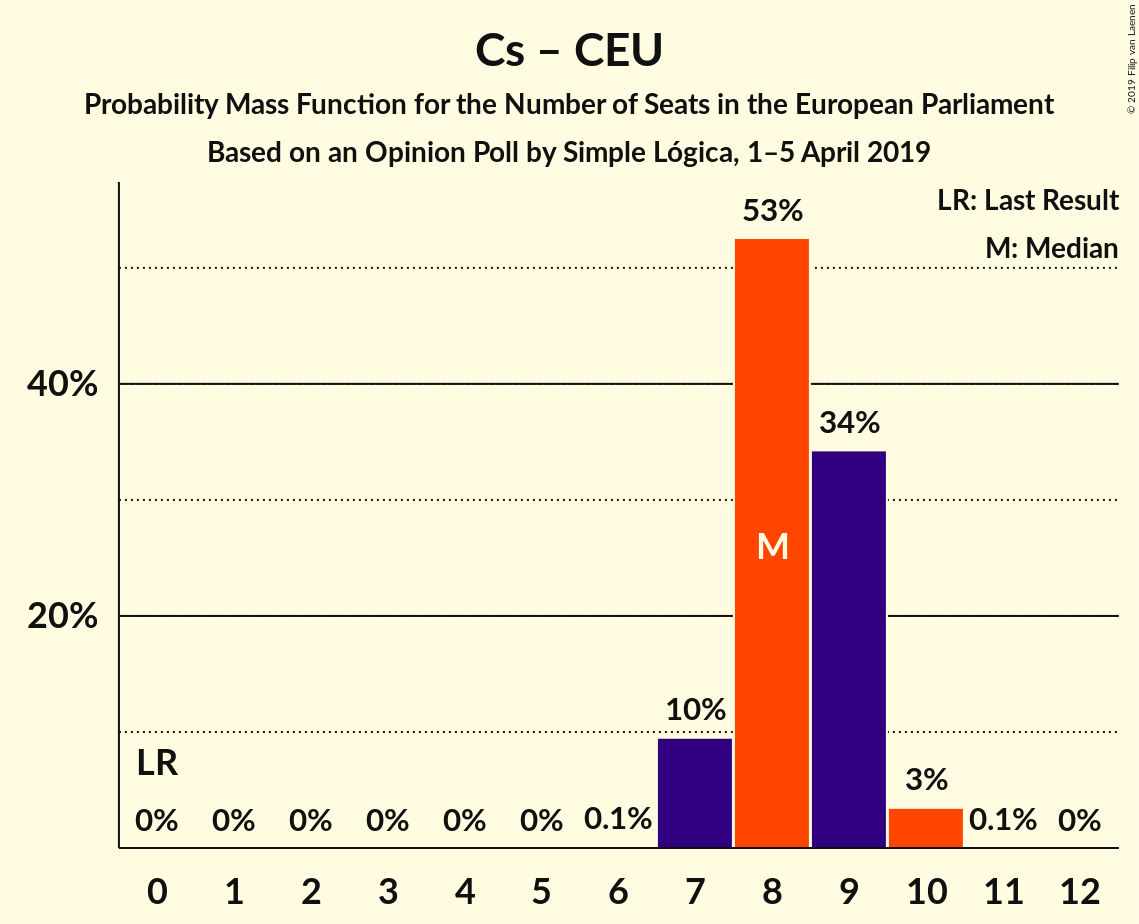 Cs – CEU
Probability Mass Function for the Number of Seats in the European Parliament
Based on an Opinion Poll by Simple Lógica, 1–5 April 2019
© 2019 Filip van Laenen
LR: Last Result
M: Median
53%
40%
34%
M
20%
10%
LR
3%
0% 0% 0% 0% 0% 0% 0.1% 0.1% 0%
0 1 2 3 4 5 6 7 8 9 10 11 12